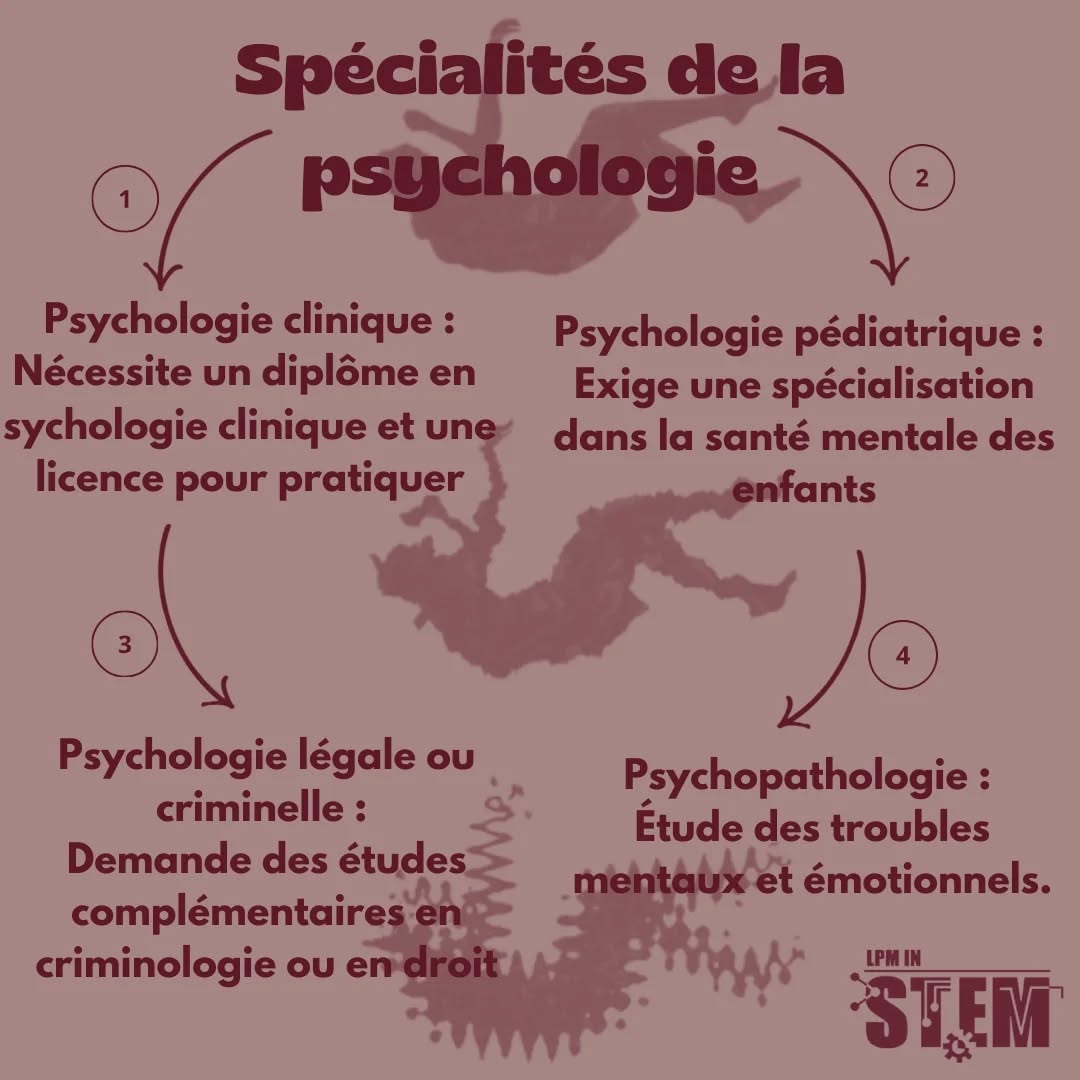 Spécialités de la
psychologie
1
2
Psychologie clinique :
Nécessite un diplôme en
sychologie clinique et une
licence pour pratiquer
Psychologie pédiatrique :
Exige une spécialisation
dans la santé mentale des
enfants
3
4
Psychologie légale ou
criminelle :
Demande des études
complémentaires en
criminologie ou en droit
Psychopathologie :
Étude des troubles
mentaux et émotionnels.
LPM IN
STEM